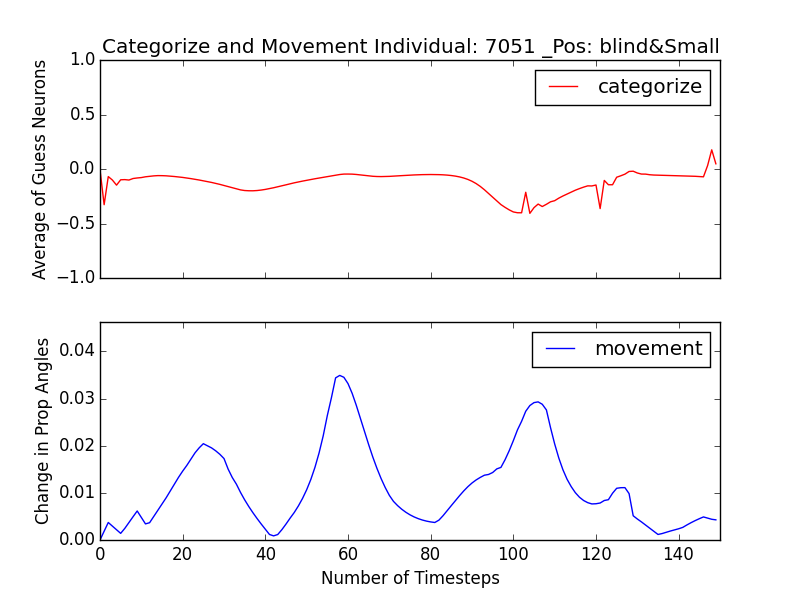 Categorize and Movement Individual: 7051 _Pos: blind&Small
1.0
0.5
0.0
−0.5
−1.0
Average of Guess Neurons
categorize
0.04
0.03
0.02
0.01
0.00
Change in Prop Angles
movement
0 20 40 60 80 100 120 140
Number of Timesteps